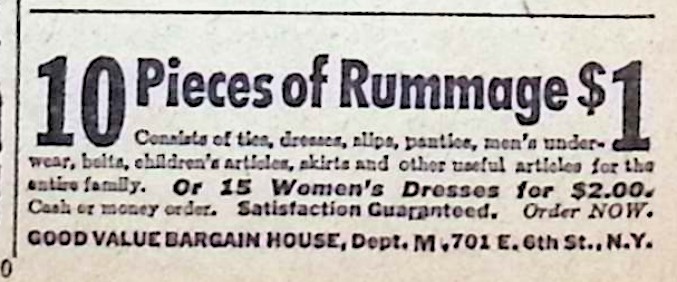 10 Pieces of Rummage $1
Consists of ties, dresses, slips, panties, men's under-
wear, belts, children's articles, skirts and other useful articles for the
entire family. Or 15 Women's Dresses for $2.00.
Cash or money order. Satisfaction Guaranteed. Order NOW.
GOOD VALUE BARGAIN HOUSE, Dept. M, 701 E. 6th St., N.Y.
0